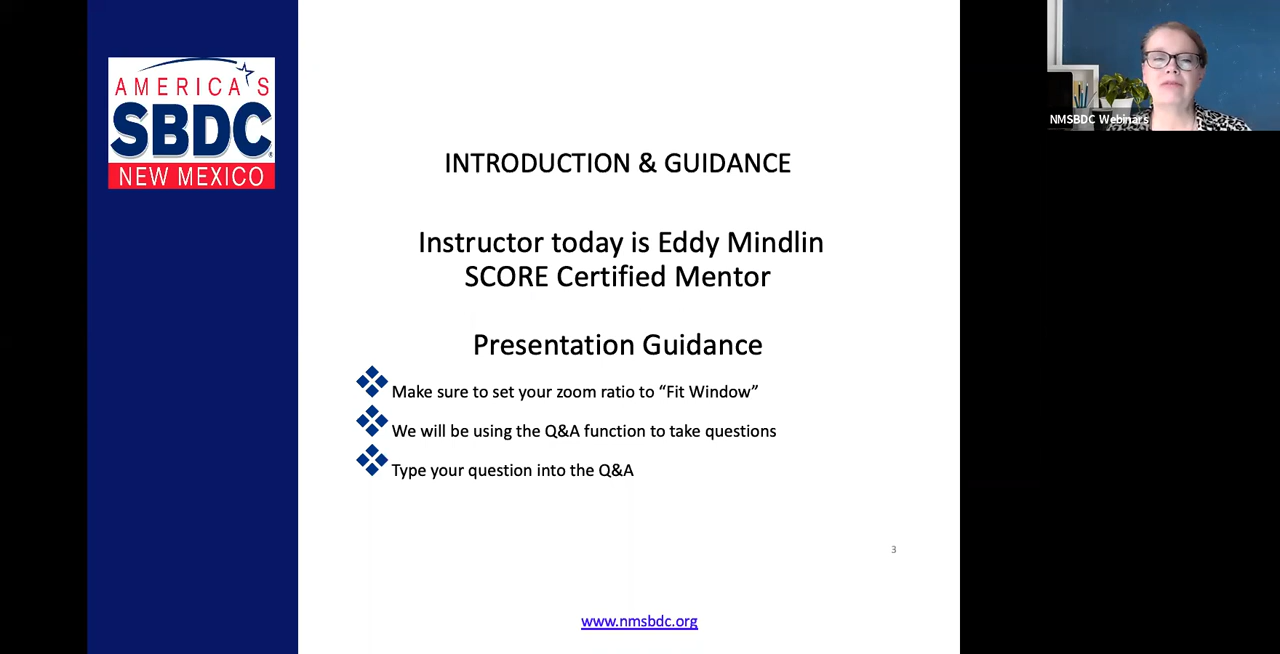 AMERICA'S
SBDC
NEW MEXICO
INTRODUCTION & GUIDANCE
Instructor today is Eddy Mindlin
SCORE Certified Mentor
Presentation Guidance
Make sure to set your zoom ratio to “Fit Window”
We will be using the Q&A function to take questions
Type your question into the Q&A
3
www.nmsbdc.org
NMSBDC Webinars